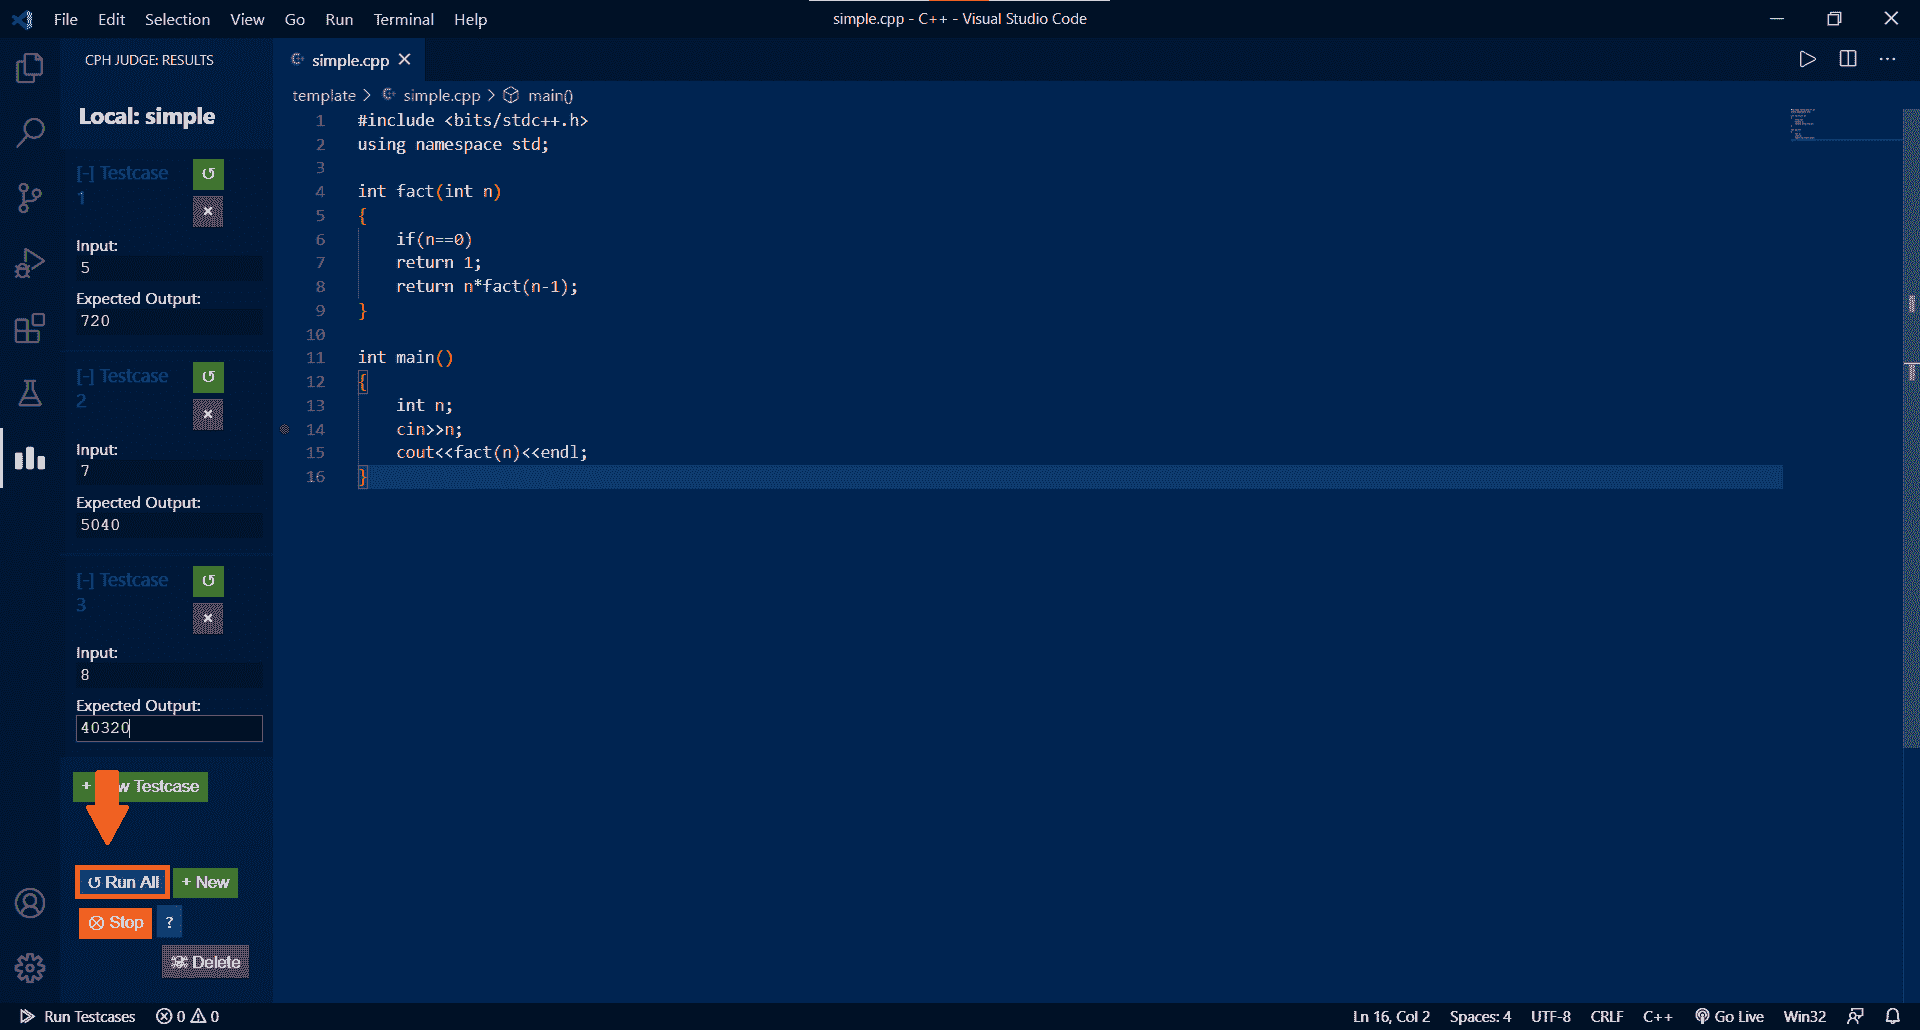 File Edit Selection View Go Run Terminal Help
simple.cpp - C++ - Visual Studio Code
CPH JUDGE: RESULTS
Local: simple
[-] Testcase
1
Input:
5
Expected Output:
720
[-] Testcase
2
Input:
7
Expected Output:
5040
[-] Testcase
3
Input:
8
Expected Output:
40320
+ w Testcase
Run All + New
Stop ?
Delete
simple.cpp
template > simple.cpp > main()
1 #include <bits/stdc++.h>
2 using namespace std;
3
4 int fact(int n)
5 {
6 if(n==0)
7 return 1;
8 return n*fact(n-1);
9 }
10
11 int main()
12 {
13 int n;
14 cin>>n;
15 cout<<fact(n)<<endl;
16 }
Run Testcases 0 0
Ln 16, Col 2 Spaces: 4 UTF-8 CRLF C++ Go Live Win32